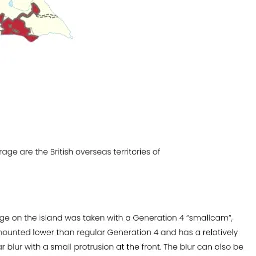 rage are the British overseas territories of
ge on the island was taken with a Generation 4 “smallcam”,
mounted lower than regular Generation 4 and has a relatively
r blur with a small protrusion at the front. The blur can also be